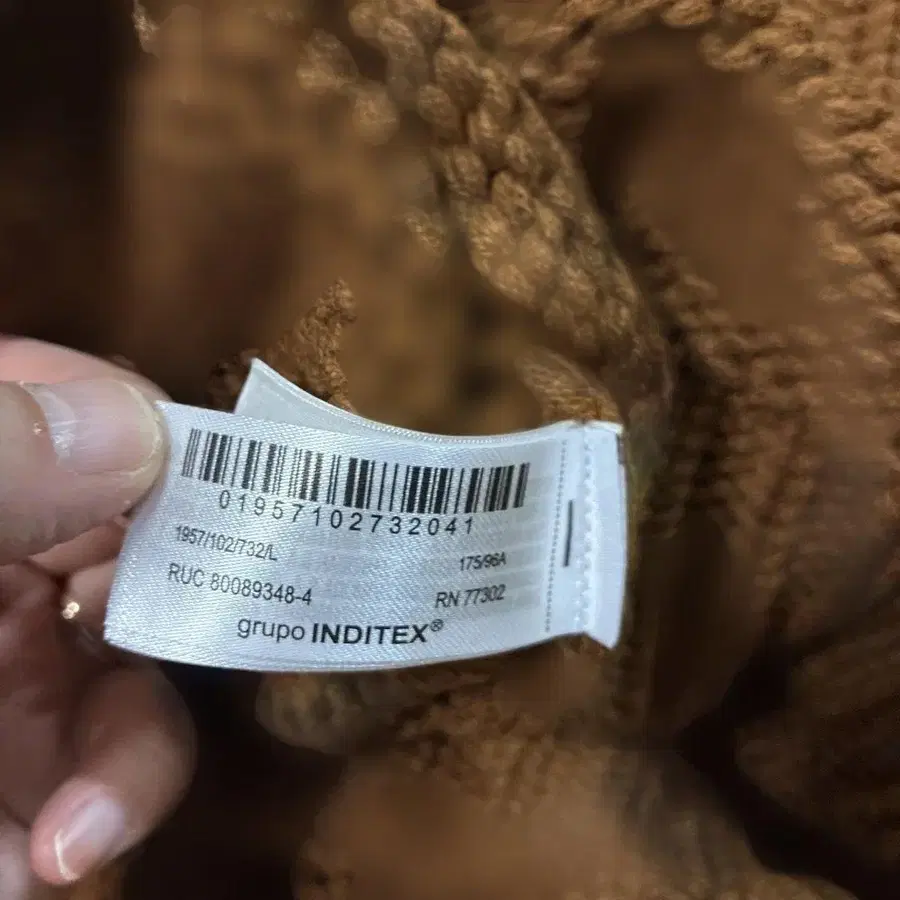 01957102732041
1957/102/732/L
175/96A
RUC 80089348-4
RN 77302
grupo INDITEX®